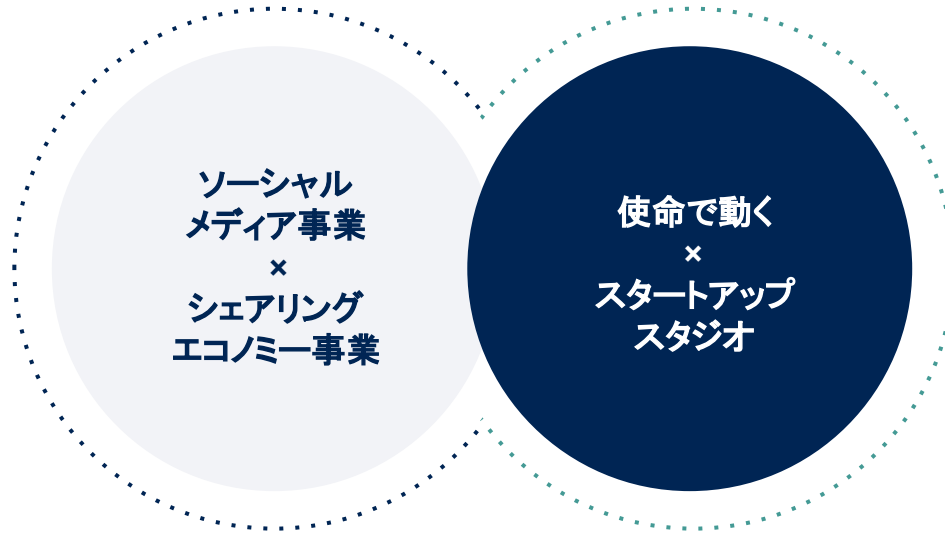 ソーシャル
メディア事業
×
シェアリング
エコノミー事業
使命で動く
×
スタートアップ
スタジオ